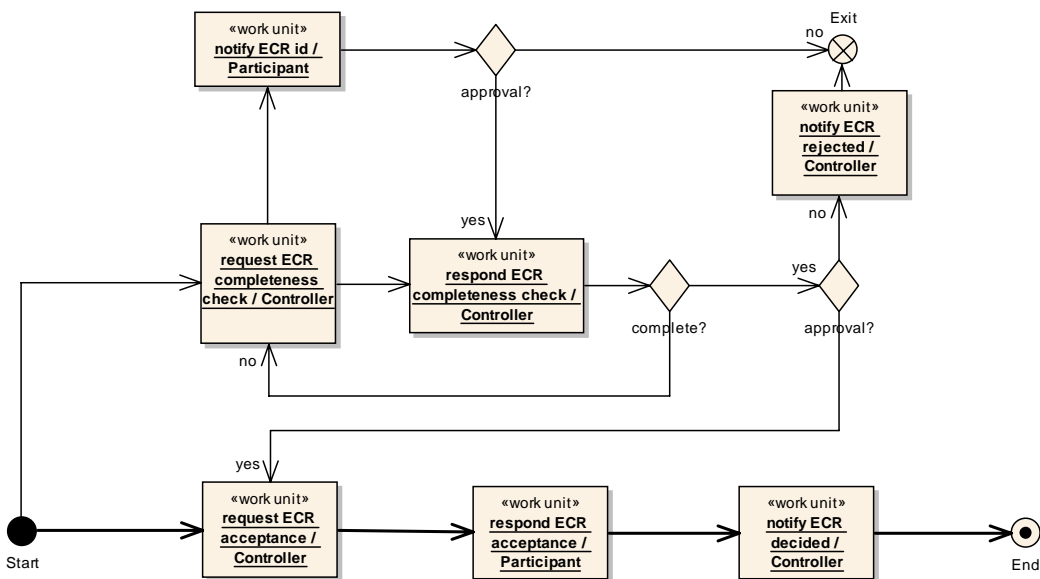 Exit
«work unit»
notify ECR id /
Participant
no
approval?
«work unit»
notify ECR
rejected /
Controller
no
yes
«work unit»
request ECR
completeness
check / Controller
«work unit»
respond ECR
completeness check /
Controller
yes
complete?
approval?
no
yes
«work unit»
request ECR
acceptance /
Controller
«work unit»
respond ECR
acceptance /
Participant
«work unit»
notify ECR
decided /
Controller
Start
End